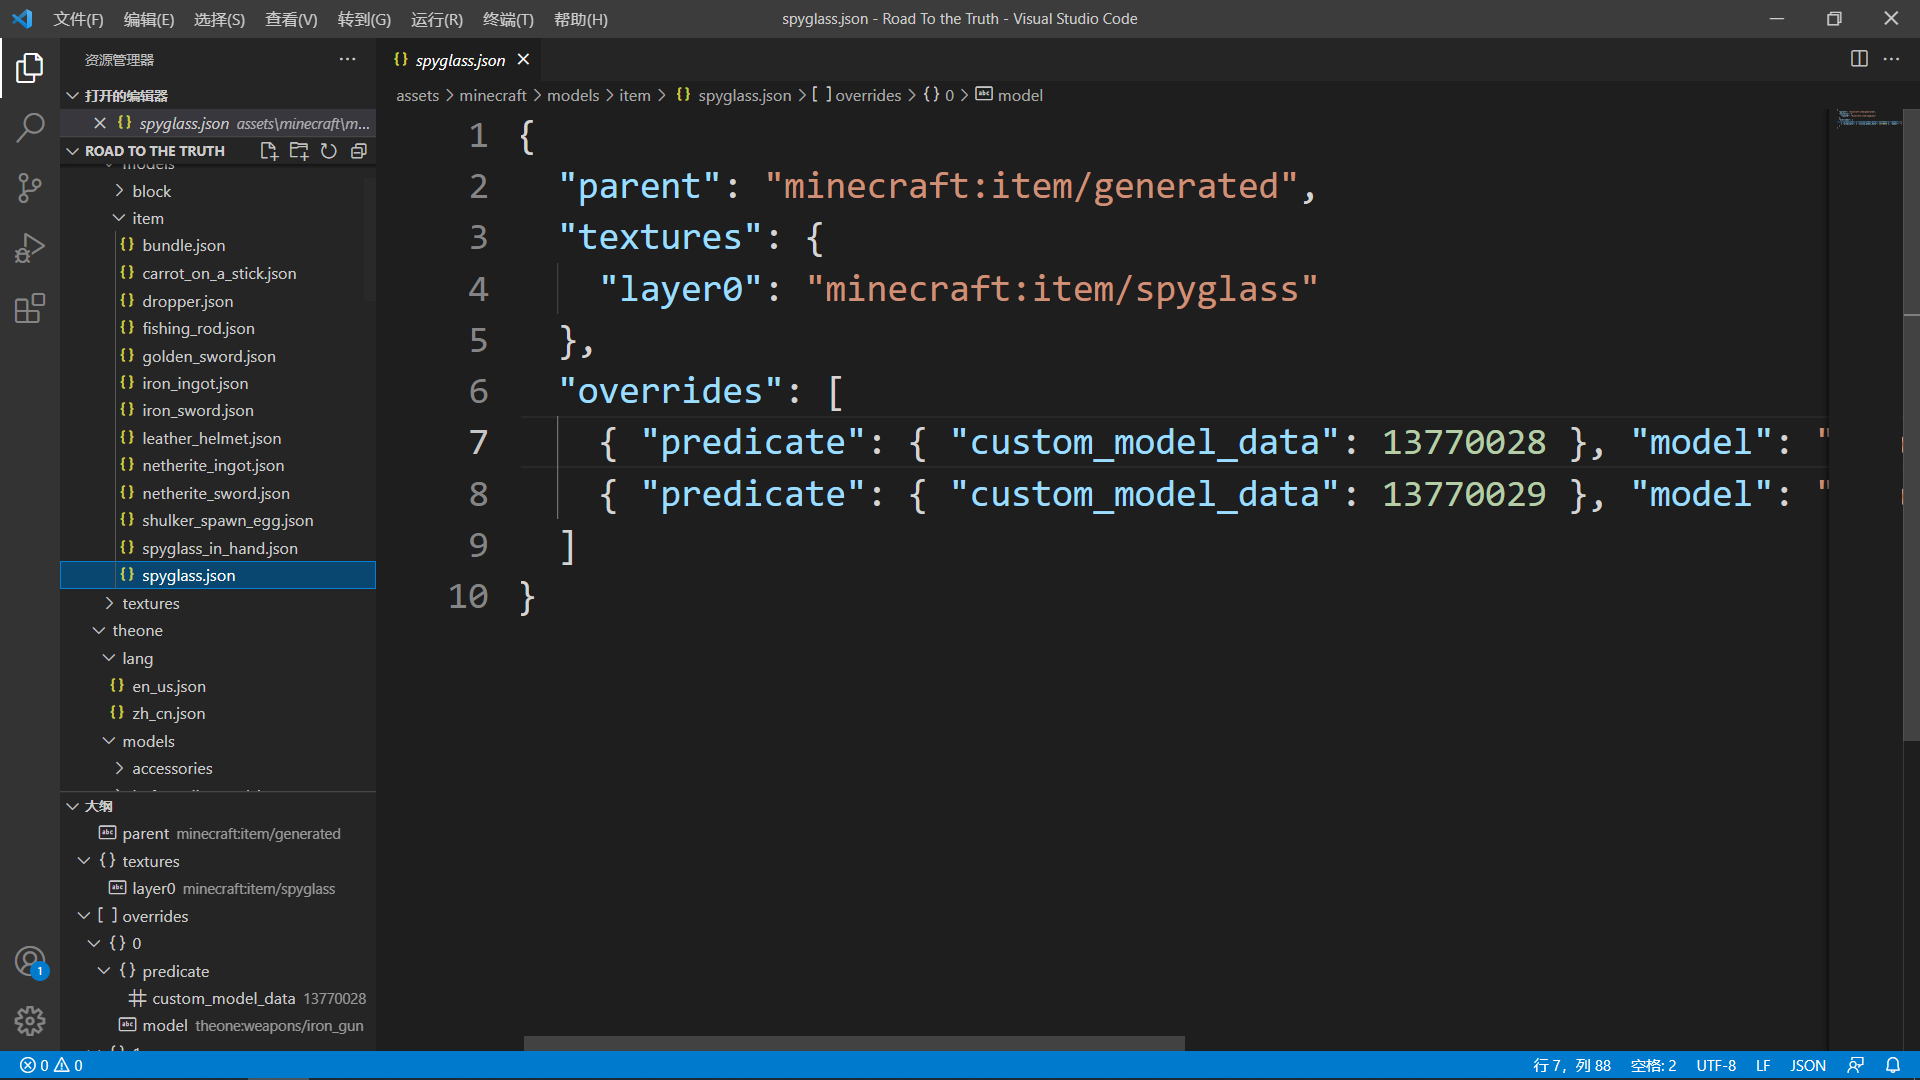 文件(F) 编辑(E) 选择(S) 查看(V) 转到(G) 运行(R) 终端(T) 帮助(H) spyglass.json - Road To the Truth - Visual Studio Code
资源管理器 ···
打开的编辑器
spyglass.json assets\minecraft\m...
ROAD TO THE TRUTH
models
block
item
bundle.json
carrot_on_a_stick.json
dropper.json
fishing_rod.json
golden_sword.json
iron_ingot.json
iron_sword.json
leather_helmet.json
netherite_ingot.json
netherite_sword.json
shulker_spawn_egg.json
spyglass_in_hand.json
spyglass.json
textures
theone
lang
en_us.json
zh_cn.json
models
accessories
大纲
parent minecraft:item/generated
{} textures
layer0 minecraft:item/spyglass
[ ] overrides
{} 0
{} predicate
custom_model_data 13770028
model theone:weapons/iron_gun
{} spyglass.json
assets > minecraft > models > item > {} spyglass.json > [ ] overrides > {} 0 > model
1 {
2 "parent": "minecraft:item/generated",
3 "textures": {
4 "layer0": "minecraft:item/spyglass"
5 },
6 "overrides": [
7 { "predicate": { "custom_model_data": 13770028 }, "model": "
8 { "predicate": { "custom_model_data": 13770029 }, "model": "
9 ]
10 }
1
0 0 行 7，列 88 空格: 2 UTF-8 LF JSON